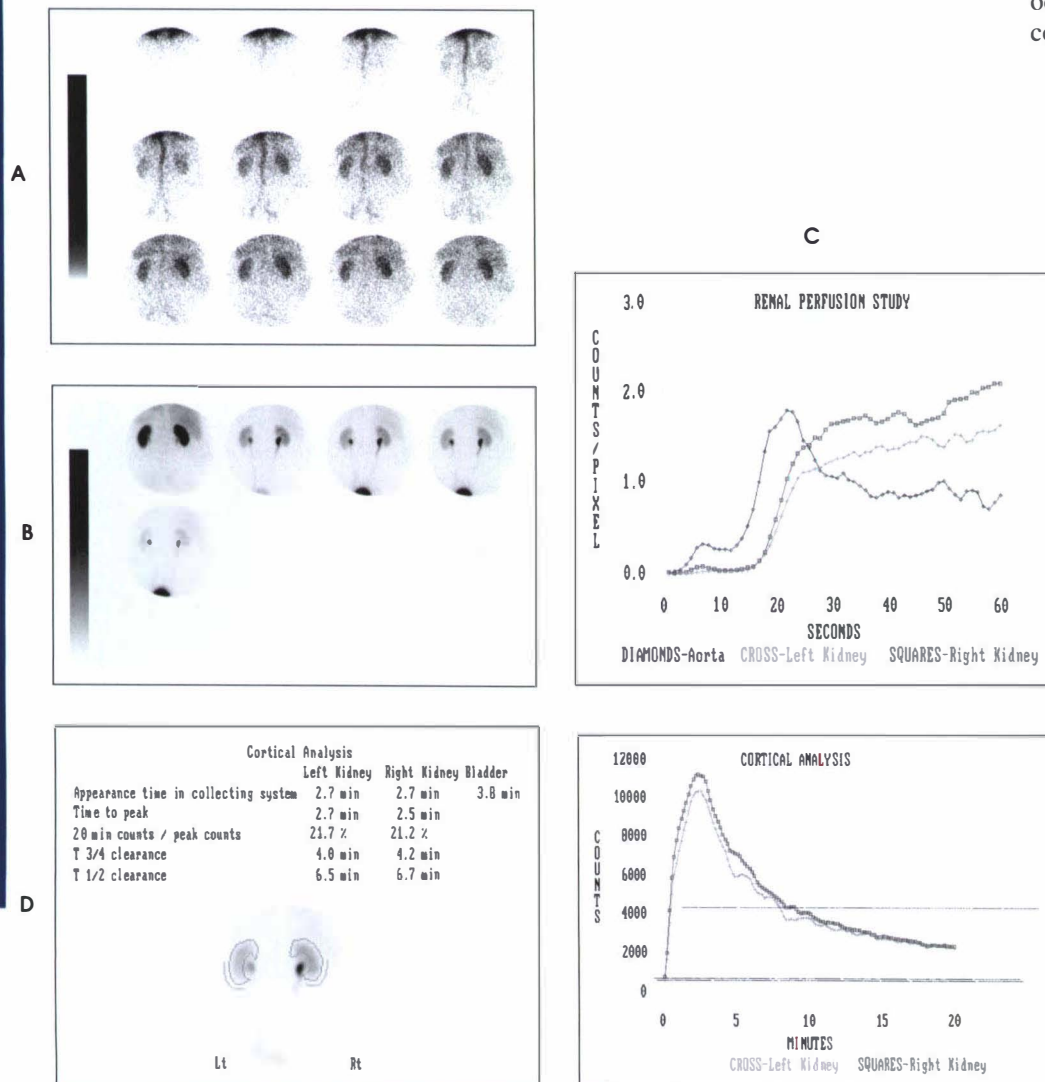 A
B
C
3.0 RENAL PERFUSION STUDY
COUNTS/PIXEL
2.0
1.0
0.0
0 10 20 30 40 50 60
SECONDS
DIAMONDS-Aorta CROSS-Left Kidney SQUARES-Right Kidney
D
Cortical Analysis
Left Kidney Right Kidney Bladder
Appearance time in collecting system 2.7 min 2.7 min 3.8 min
Time to peak 2.7 min 2.5 min
20 min counts / peak counts 21.7 % 21.2 %
T 3/4 clearance 4.0 min 4.2 min
T 1/2 clearance 6.5 min 6.7 min
Lt Rt
12000 CORTICAL ANALYSIS
10000
COUNTS
8000
6000
4000
2000
0
0 5 10 15 20
MINUTES
CROSS-Left Kidney SQUARES-Right Kidney